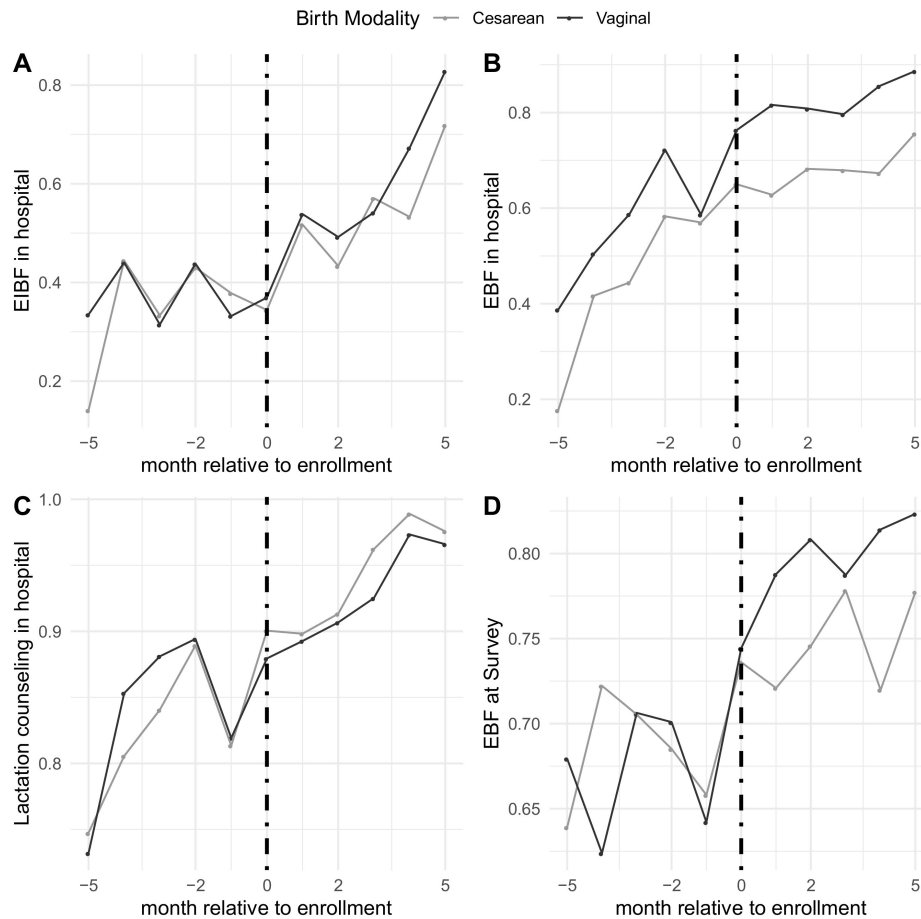 Birth Modality Cesarean Vaginal
A
EIBF in hospital
0.8
0.6
0.4
0.2
−5 −2 0 2 5
month relative to enrollment
B
EBF in hospital
0.8
0.6
0.4
0.2
−5 −2 0 2 5
month relative to enrollment
C
Lactation counseling in hospital
1.0
0.9
0.8
−5 −2 0 2 5
month relative to enrollment
D
EBF at Survey
0.80
0.75
0.70
0.65
−5 −2 0 2 5
month relative to enrollment